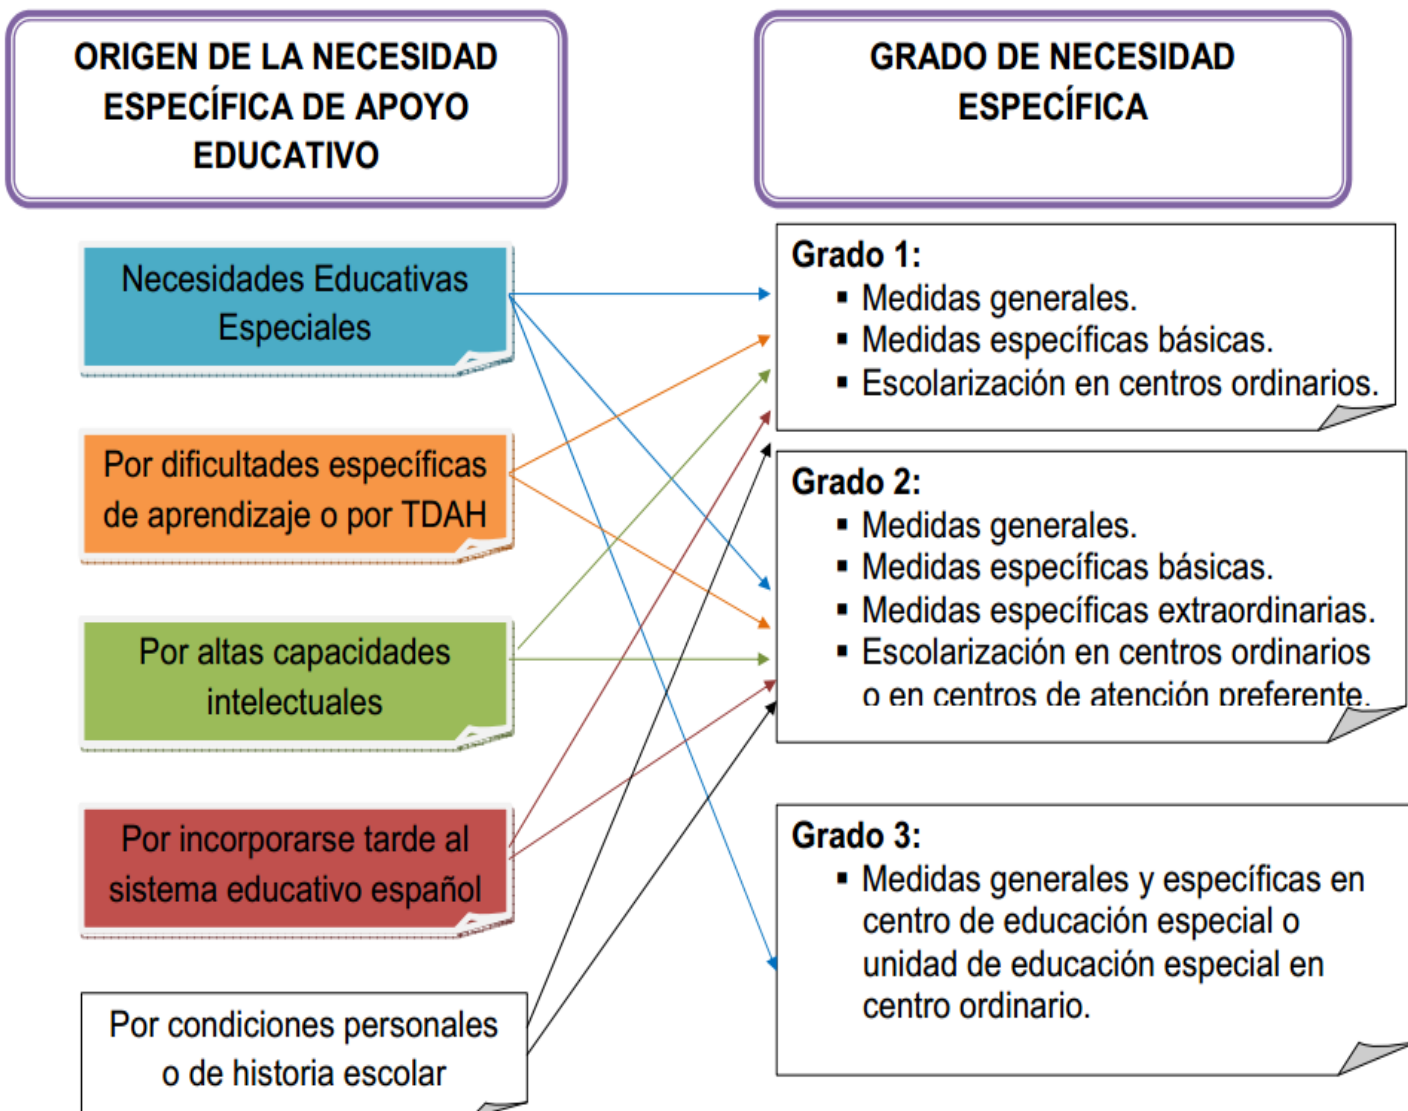 ORIGEN DE LA NECESIDAD
ESPECÍFICA DE APOYO
EDUCATIVO
GRADO DE NECESIDAD
ESPECÍFICA
Necesidades Educativas
Especiales
Por dificultades específicas
de aprendizaje o por TDAH
Por altas capacidades
intelectuales
Por incorporarse tarde al
sistema educativo español
Por condiciones personales
o de historia escolar
Grado 1:
▪ Medidas generales.
▪ Medidas específicas básicas.
▪ Escolarización en centros ordinarios.
Grado 2:
▪ Medidas generales.
▪ Medidas específicas básicas.
▪ Medidas específicas extraordinarias.
▪ Escolarización en centros ordinarios
o en centros de atención preferente.
Grado 3:
▪ Medidas generales y específicas en
centro de educación especial o
unidad de educación especial en
centro ordinario.